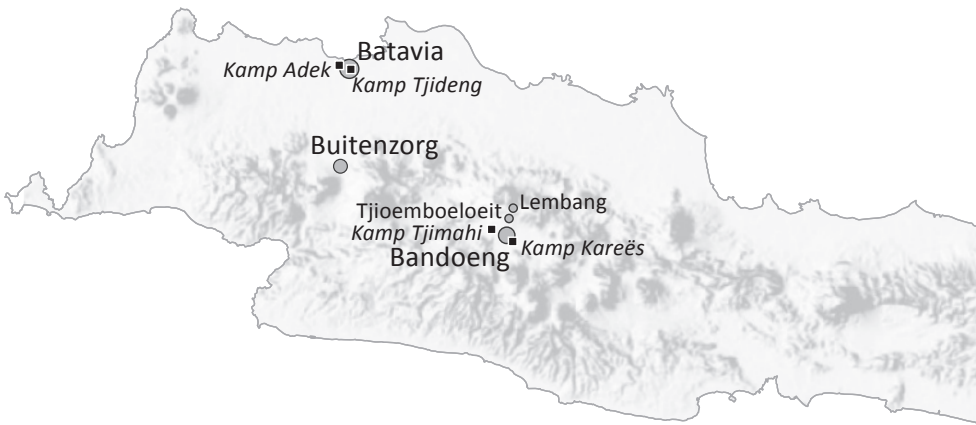 Batavia
Kamp Adek
Kamp Tjideng
Buitenzorg
Lembang
Tjioemboeloeit
Kamp Tjimahi
Kamp Kareës
Bandoeng